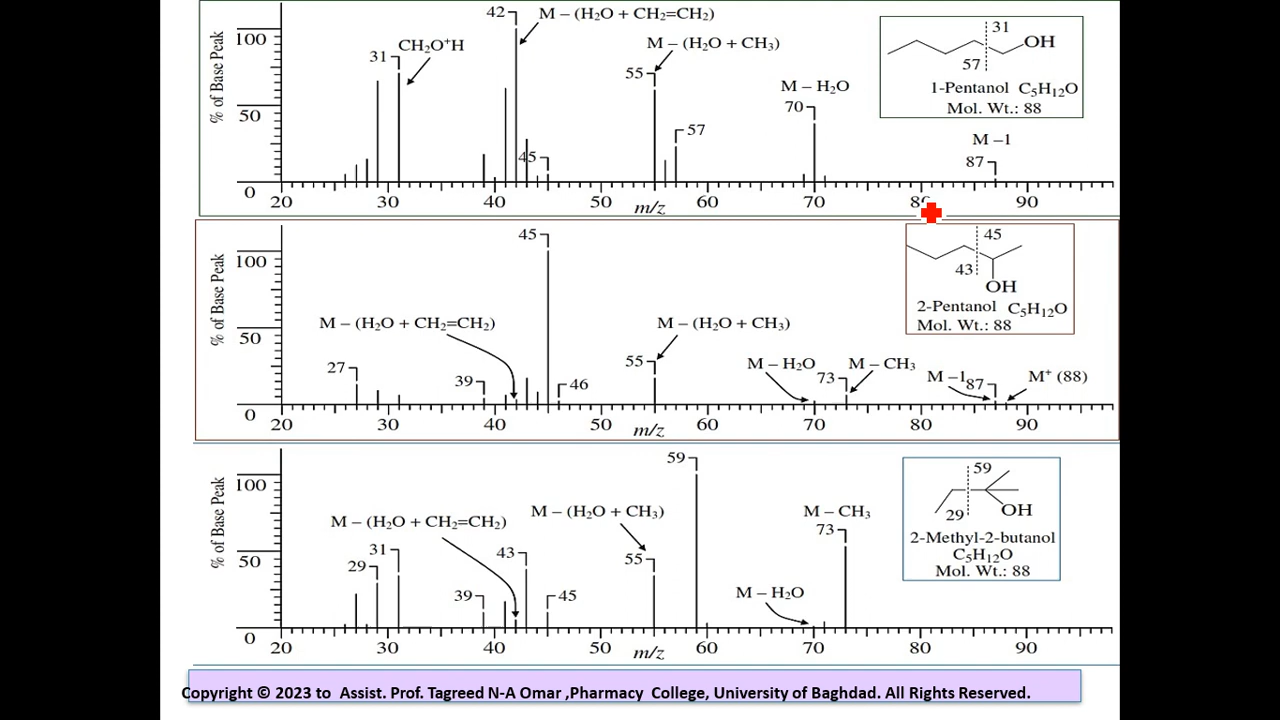 42
M – (H₂O + CH₂=CH₂)
31
100
CH₂O⁺H
M – (H₂O + CH₃)
OH
31
57
55
M – H₂O
1-Pentanol C₅H₁₂O
% of Base Peak
50
70
Mol. Wt.: 88
57
M –1
45
87
0
20 30 40 50 60 70 90
m/z
45
45
100
43
OH
% of Base Peak
M – (H₂O + CH₂=CH₂)
M – (H₂O + CH₃)
2-Pentanol C₅H₁₂O
Mol. Wt.: 88
50
27
55
M – H₂O
M – CH₃
39
46
73
M –1
87
M⁺ (88)
0
20 30 40 50 60 70 80 90
m/z
59
59
100
% of Base Peak
M – (H₂O + CH₂=CH₂)
M – (H₂O + CH₃)
M – CH₃
29
OH
73
2-Methyl-2-butanol
C₅H₁₂O
Mol. Wt.: 88
50
31
43
55
29
39
45
M – H₂O
0
20 30 40 50 60 70 80 90
m/z
Copyright © 2023 to Assist. Prof. Tagreed N-A Omar ,Pharmacy College, University of Baghdad. All Rights Reserved.